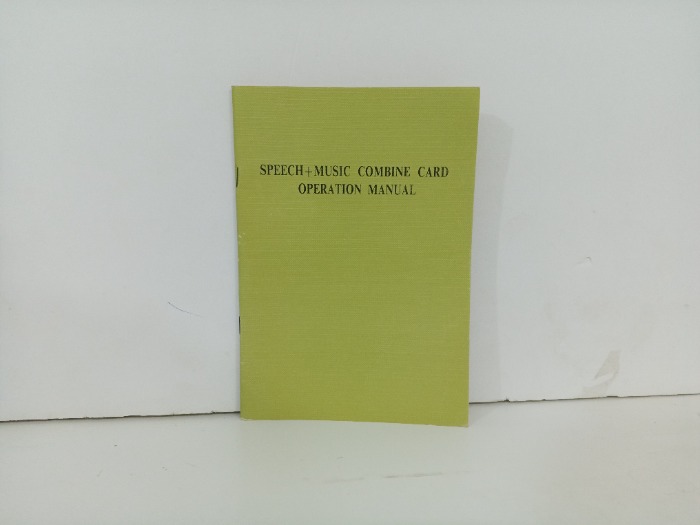 SPEECH+MUSIC COMBINE CARD
OPERATION MANUAL